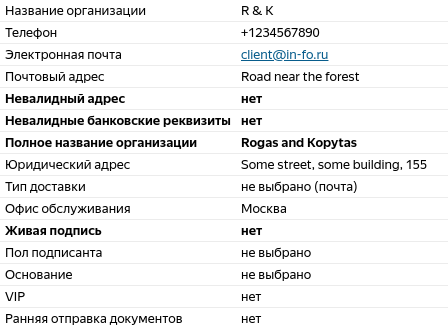 Название организации R & K
Телефон +1234567890
Электронная почта client@in-fo.ru
Почтовый адрес Road near the forest
Невалидный адрес нет
Невалидные банковские реквизиты нет
Полное название организации Rogas and Kopytas
Юридический адрес Some street, some building, 155
Тип доставки не выбрано (почта)
Офис обслуживания Москва
Живая подпись нет
Пол подписанта не выбрано
Основание не выбрано
VIP нет
Ранняя отправка документов нет